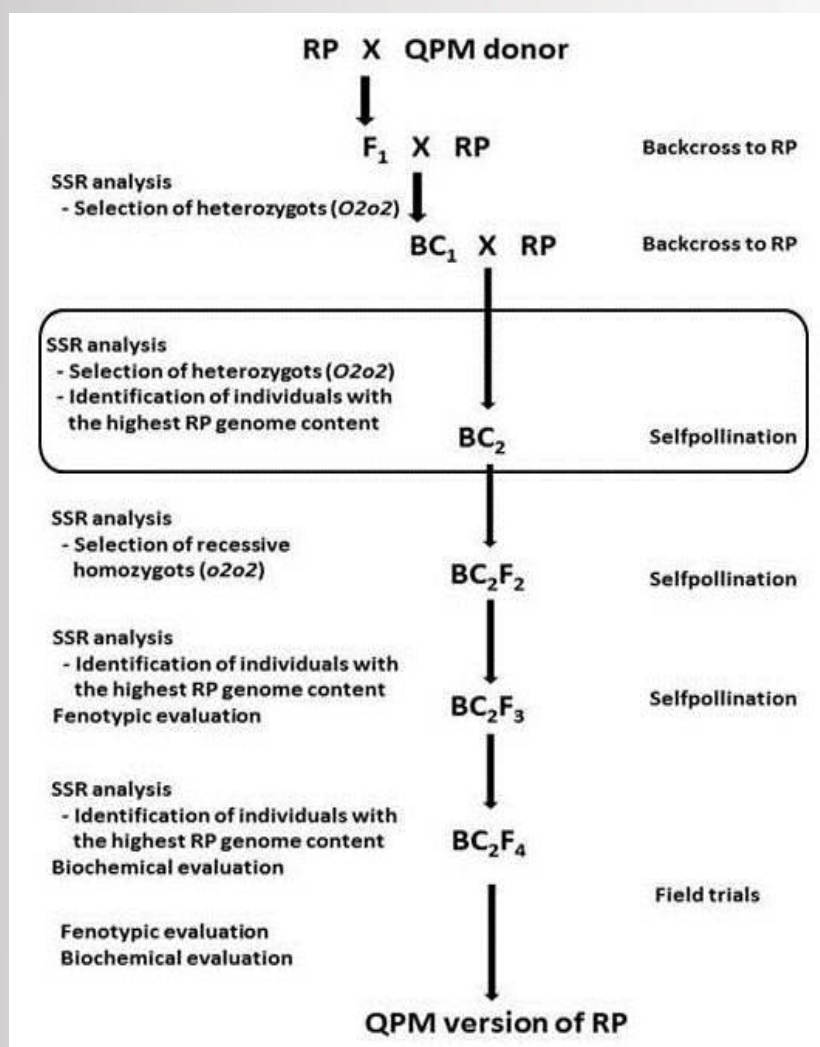 RP X QPM donor
F₁ X RP Backcross to RP
SSR analysis
- Selection of heterozygots (O2o2)
BC₁ X RP Backcross to RP
SSR analysis
- Selection of heterozygots (O2o2)
- Identification of individuals with
the highest RP genome content
BC₂ Selfpollination
SSR analysis
- Selection of recessive
homozygots (o2o2)
BC₂F₂ Selfpollination
SSR analysis
- Identification of individuals with
the highest RP genome content
Fenotypic evaluation
BC₂F₃ Selfpollination
SSR analysis
- Identification of individuals with
the highest RP genome content
BC₂F₄
Biochemical evaluation
Field trials
Fenotypic evaluation
Biochemical evaluation
QPM version of RP